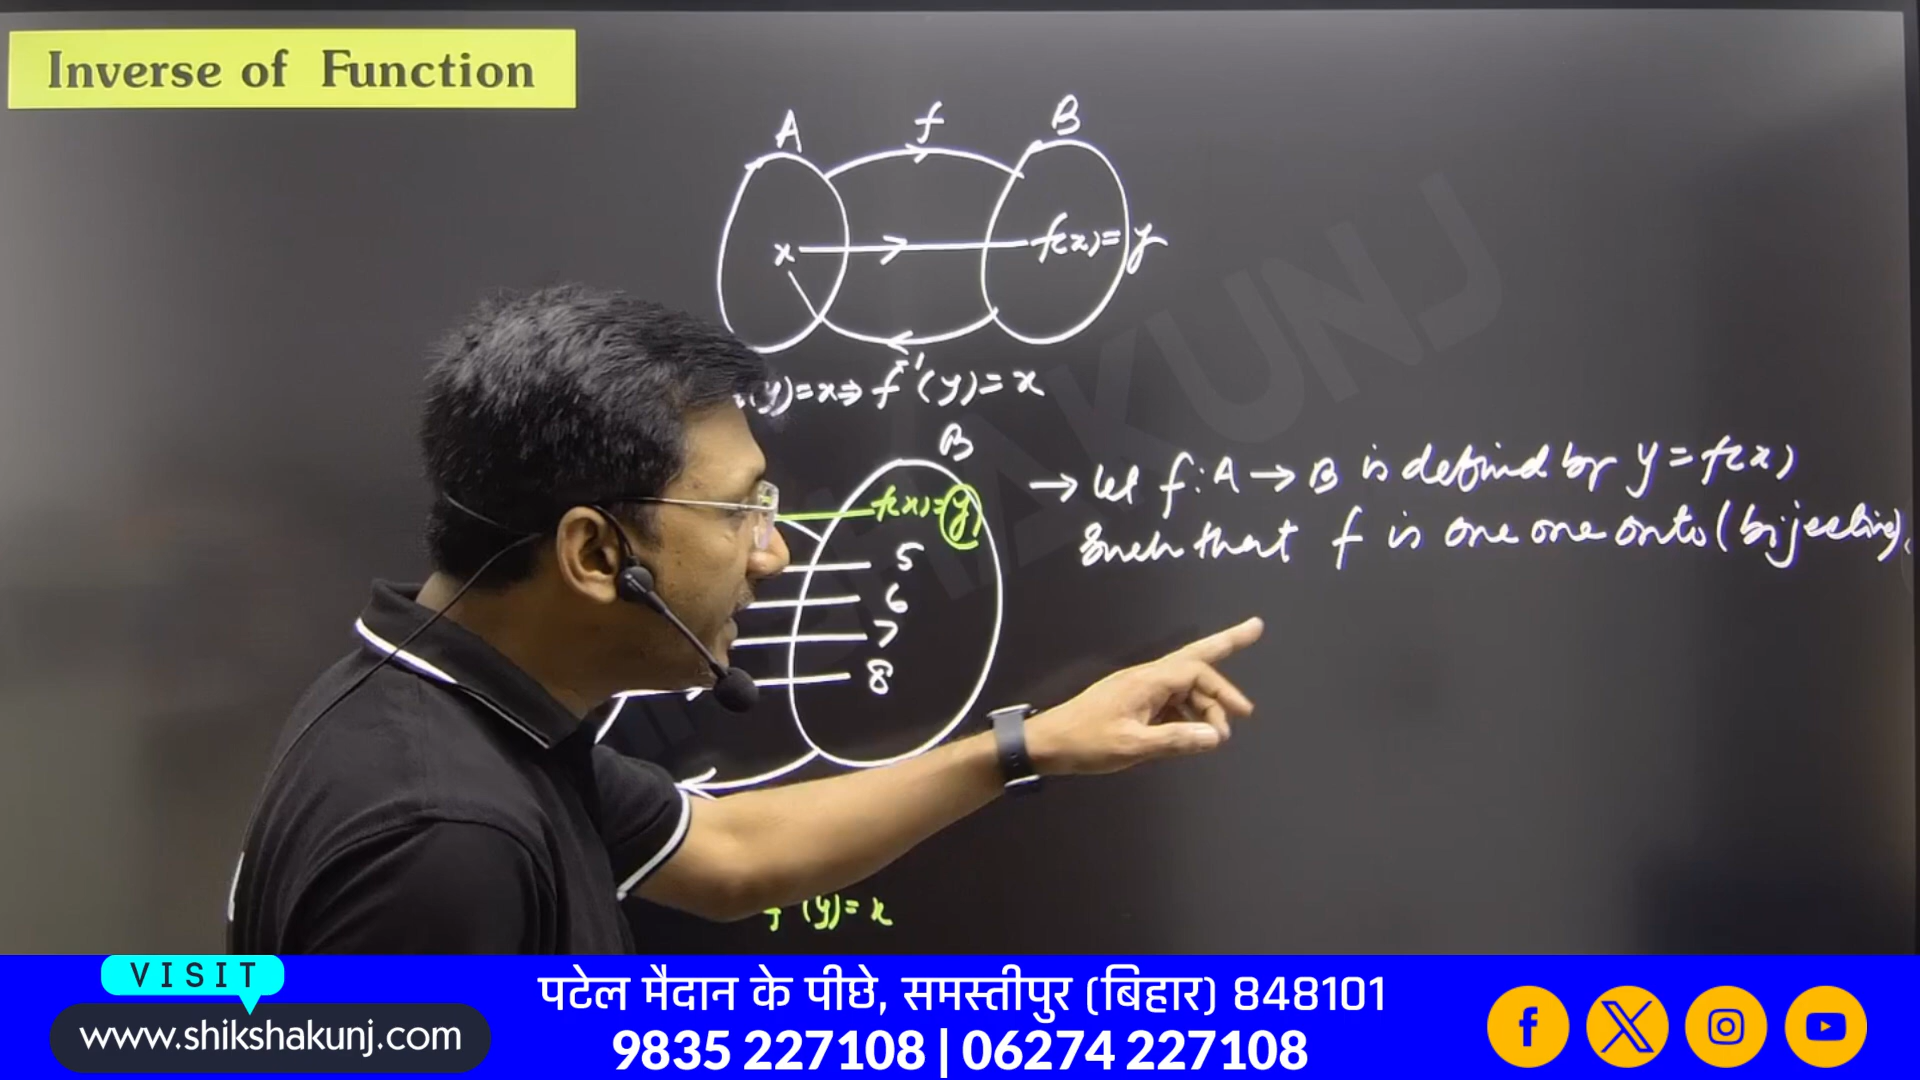 Inverse of Function
A f B
x f(x)=y
(y)=x⇒ f⁻¹(y)=x
B
f(x)=y
5
6
7
8
→ Let f:A→B is defined by y=f(x)
Such that f is one one onto (bijective).
(y)=x
SHIKSHAKUNJ
VISIT
www.shikshakunj.com
पटेल मैदान के पीछे, समस्तीपुर (बिहार) 848101
9835 227108 | 06274 227108